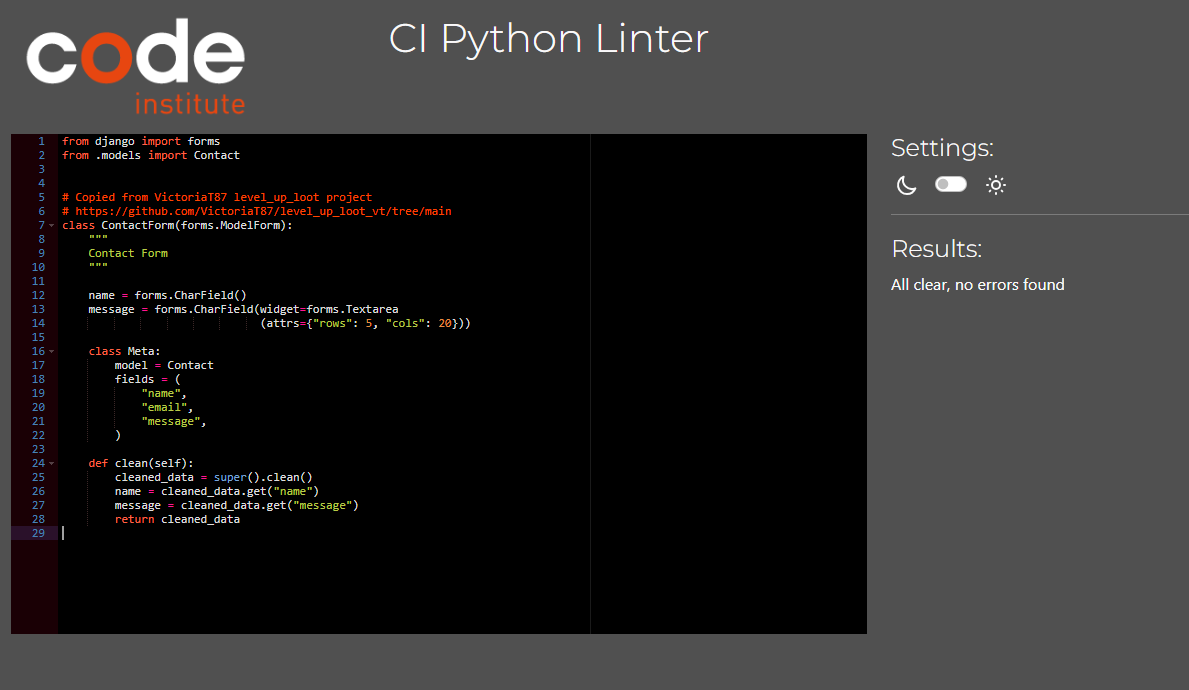 code
institute
CI Python Linter
1 from django import forms
2 from .models import Contact
3
4
5 # Copied from VictoriaT87 level_up_loot project
6 # https://github.com/VictoriaT87/level_up_loot_vt/tree/main
7 class ContactForm(forms.ModelForm):
8     """
9     Contact Form
10     """
11
12     name = forms.CharField()
13     message = forms.CharField(widget=forms.Textarea
14                               (attrs={"rows": 5, "cols": 20}))
15
16     class Meta:
17         model = Contact
18         fields = (
19             "name",
20             "email",
21             "message",
22         )
23
24     def clean(self):
25         cleaned_data = super().clean()
26         name = cleaned_data.get("name")
27         message = cleaned_data.get("message")
28         return cleaned_data
29
Settings:
Results:
All clear, no errors found